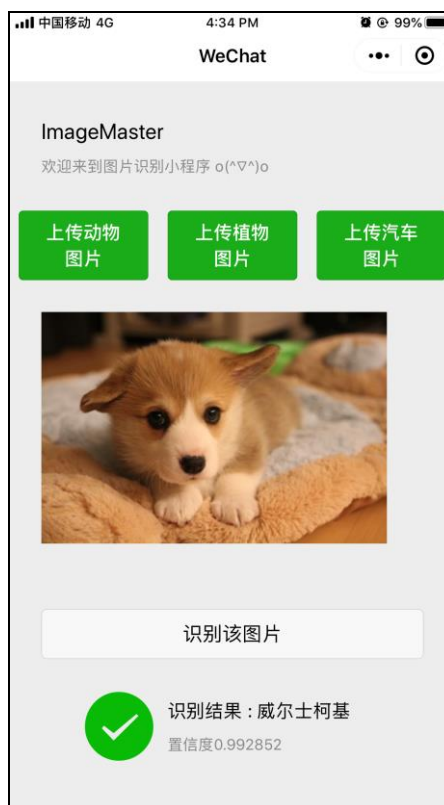 中国移动 4G 4:34 PM 99%
WeChat
ImageMaster
欢迎来到图片识别小程序 o(^▽^)o
上传动物 上传植物 上传汽车
图片 图片 图片
识别该图片
识别结果 : 威尔士柯基
置信度0.992852